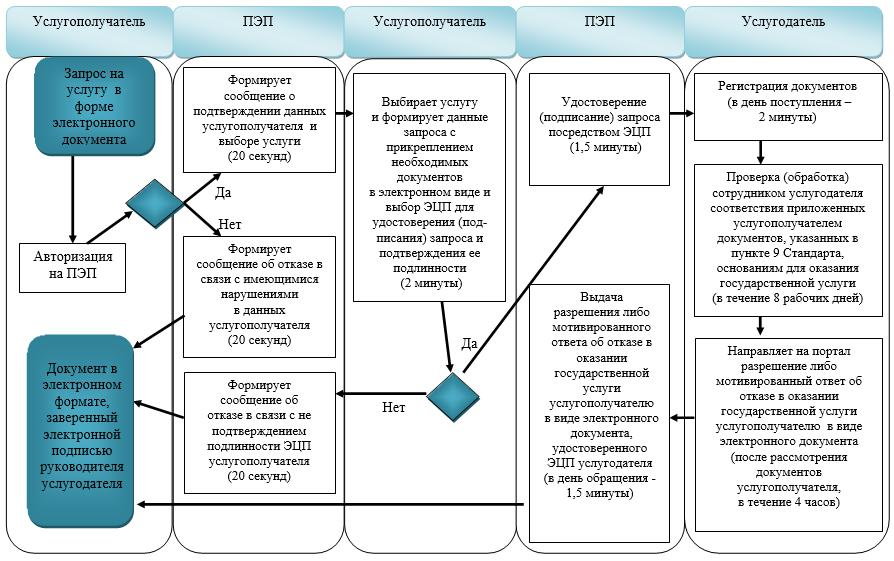 Услугополучатель
ПЭП
Услугополучатель
ПЭП
Услугодатель
Запрос на
услугу в
форме
электронного
документа
Авторизация
на ПЭП
Документ в
электронном
формате,
заверенный
электронной
подписью
руководителя
услугодателя
Формирует
сообщение о
подтверждении данных
услугополучателя и
выборе услуги
(20 секунд)
Да
Нет
Формирует
сообщение об отказе в
связи с имеющимися
нарушениями
в данных
услугополучателя
(20 секунд)
Формирует
сообщение об
отказе в связи с не
подтверждением
подлинности ЭЦП
услугополучателя
(20 секунд)
Выбирает услугу
и формирует данные
запроса с
прикреплением
необходимых
документов
в электронном виде и
выбор ЭЦП для
удостоверения (под-
писания) запроса и
подтверждения ее
подлинности
(2 минуты)
Да
Нет
Удостоверение
(подписание) запроса
посредством ЭЦП
(1,5 минуты)
Выдача
разрешения либо
мотивированного
ответа об отказе в
оказании
государственной
услуги
услугополучателю
в виде электронного
документа,
удостоверенного
ЭЦП услугодателя
(в день обращения -
1,5 минуты)
Регистрация документов
(в день поступления –
2 минуты)
Проверка (обработка)
сотрудником услугодателя
соответствия приложенных
услугополучателем
документов, указанных в
пункте 9 Стандарта,
основаниям для оказания
государственной услуги
(в течение 8 рабочих дней)
Направляет на портал
разрешение либо
мотивированный ответ об
отказе в оказании
государственной услуги
услугополучателю в виде
электронного документа
(после рассмотрения
документов
услугополучателя,
в течение 4 часов)